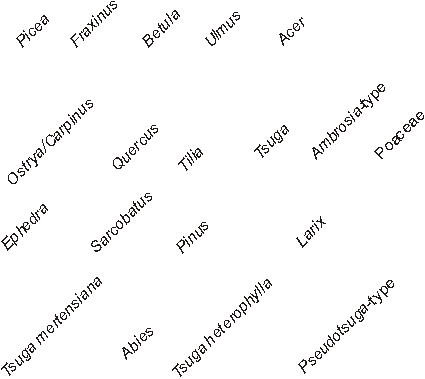 Picea Fraxinus Betula Ulmus Acer
Ostrya/Carpinus Quercus Tilia Tsuga Ambrosia-type Poaceae
Ephedra Sarcobatus Pinus Larix
Tsuga mertensiana Abies Tsuga heterophylla Pseudotsuga-type